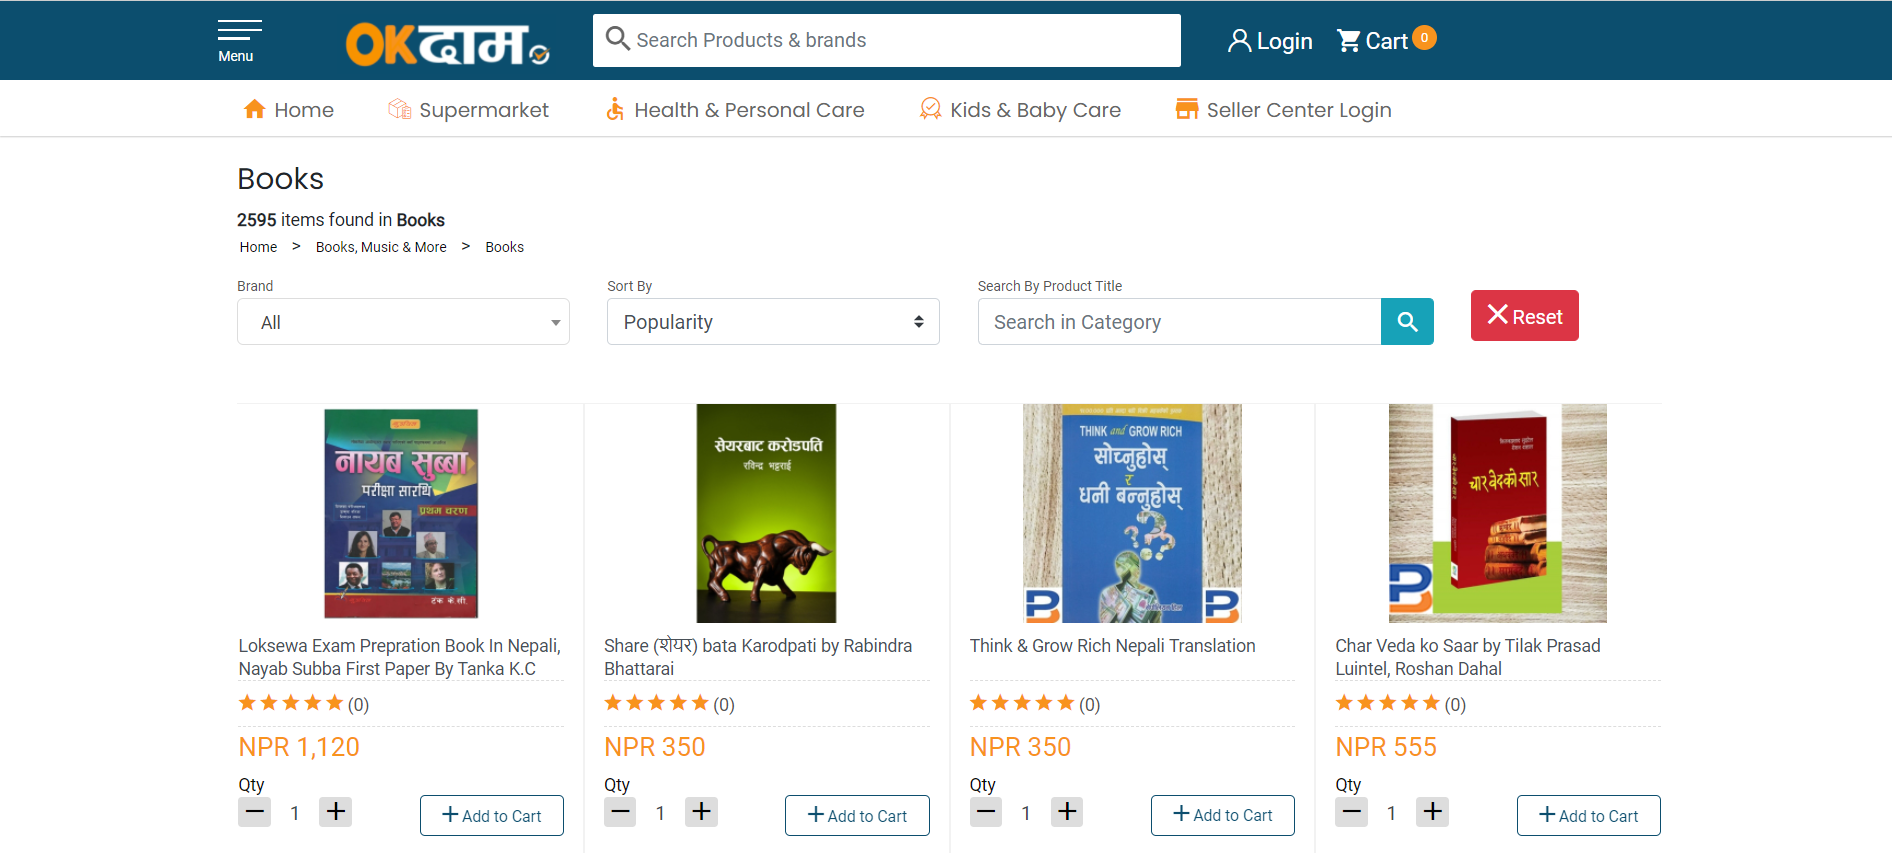 Menu
OKदाम
Search Products & brands
Login
Cart 0
Home
Supermarket
Health & Personal Care
Kids & Baby Care
Seller Center Login
Books
2595 items found in Books
Home > Books, Music & More > Books
Brand
All
Sort By
Popularity
Search By Product Title
Search in Category
Reset
नायब सुब्बा
परीक्षा सारथि
प्रथम चरण
टंक के.सी.
Loksewa Exam Prepration Book In Nepali,
Nayab Subba First Paper By Tanka K.C
(0)
NPR 1,120
Qty
1
Add to Cart
सेयरबाट करोडपति
रविन्द्र भट्टराई
Share (शेयर) bata Karodpati by Rabindra
Bhattarai
(0)
NPR 350
Qty
1
Add to Cart
THINK and GROW RICH
सोच्नुहोस्
र
धनी बन्नुहोस्
Think & Grow Rich Nepali Translation
(0)
NPR 350
Qty
1
Add to Cart
चार वेदको सार
Char Veda ko Saar by Tilak Prasad
Luintel, Roshan Dahal
(0)
NPR 555
Qty
1
Add to Cart